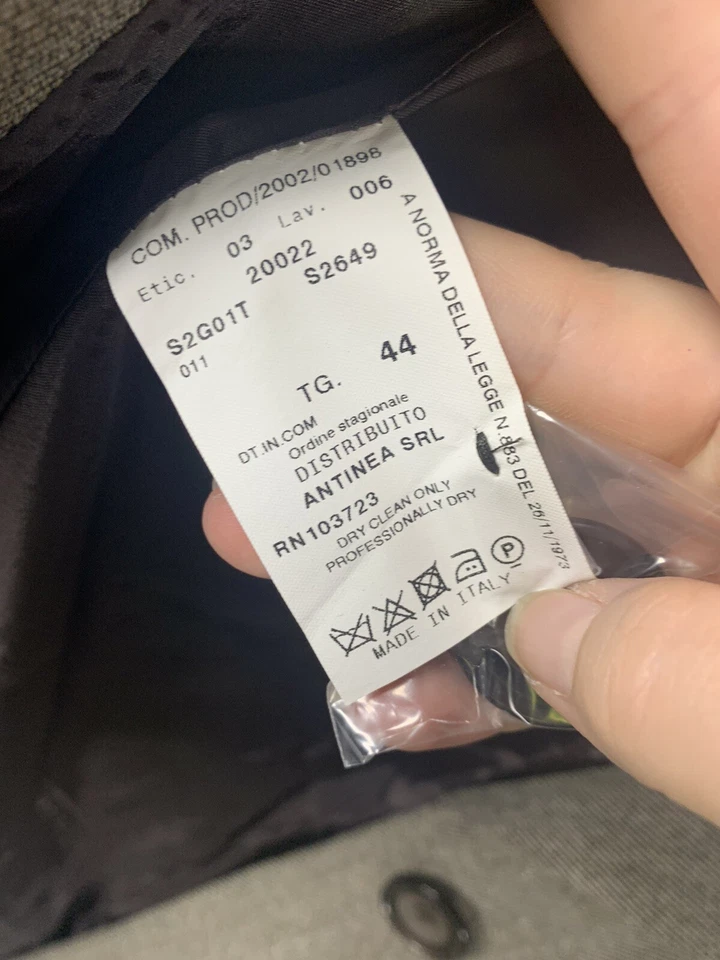 COM. PROD/2002/01898
Etic. 03 Lav. 006
20022
S2G01T S2649
011
TG. 44
DT.IN.COM
Ordine stagionale
DISTRIBUITO
ANTINEA SRL
RN103723
DRY CLEAN ONLY
PROFESSIONALLY DRY
P
MADE IN ITALY
A NORMA DELLA LEGGE N.883 DEL 26/11/1973